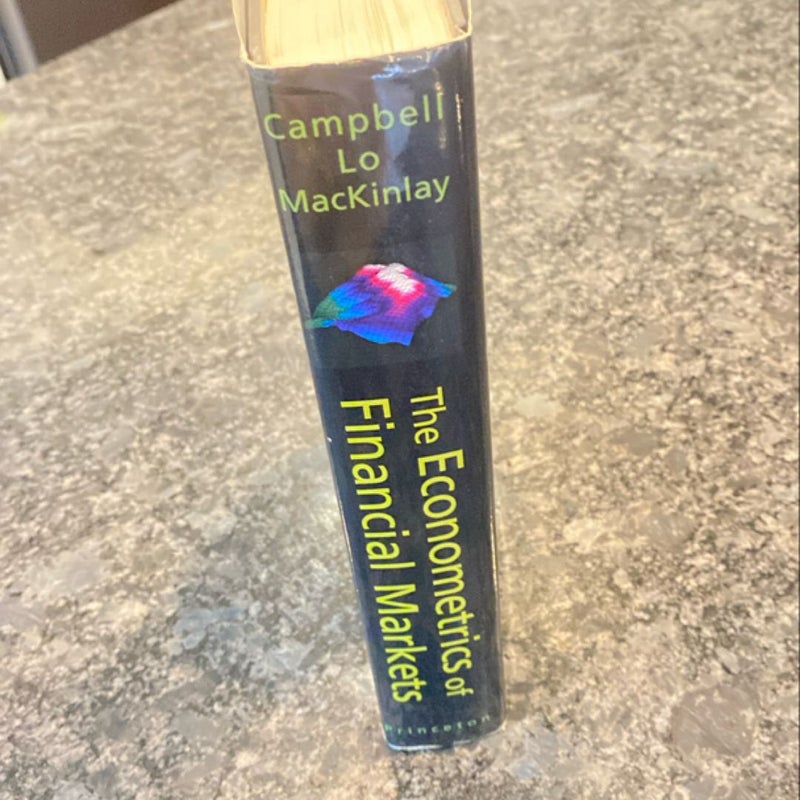 Campbell
Lo
MacKinlay
The Econometrics of
Financial Markets
Princeton